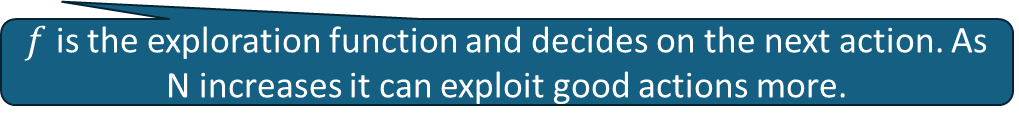 𝑓 is the exploration function and decides on the next action. As
N increases it can exploit good actions more.